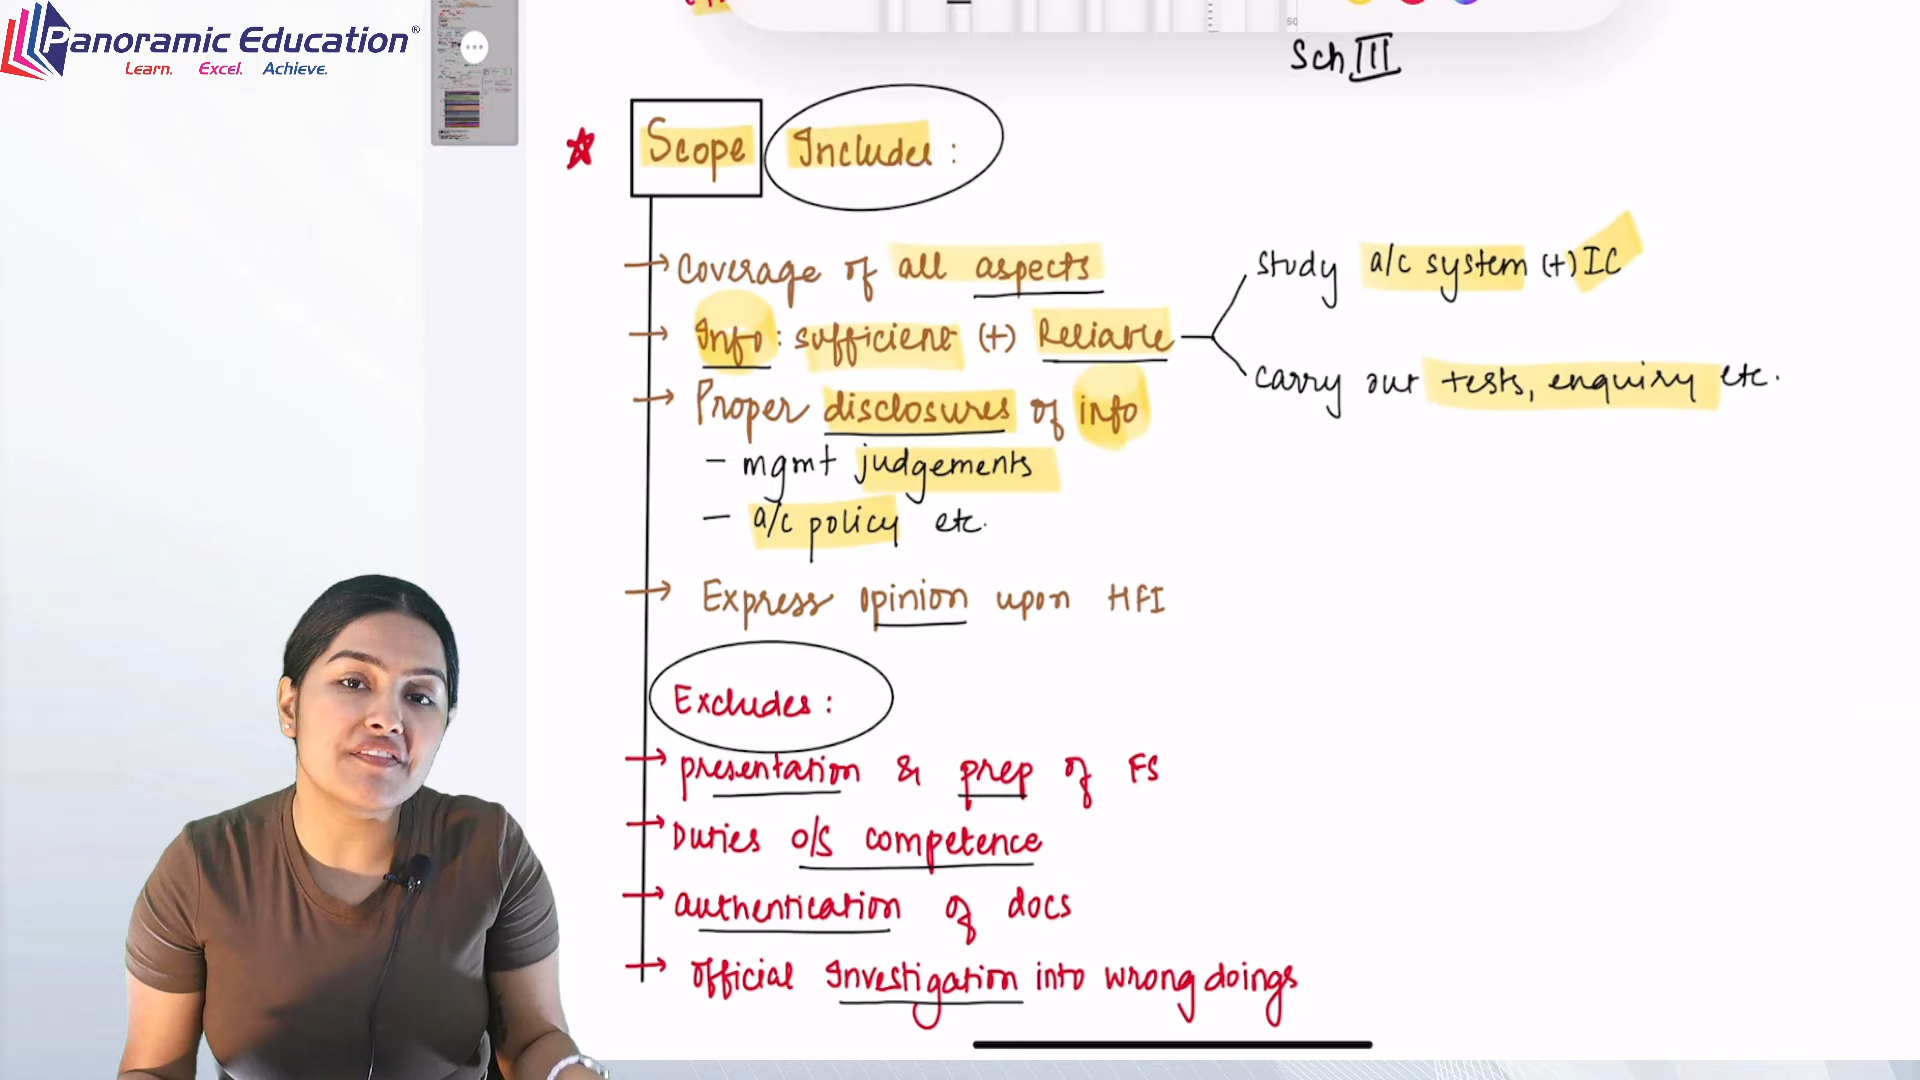 Panoramic Education®
Learn. Excel. Achieve.
50
Sch III
Scope Includes :
→ Coverage of all aspects
→ Info : sufficient (+) Reliable
study a/c system (+) IC
carry out tests, enquiry etc.
→ Proper disclosures of info
– mgmt judgements
– a/c policy etc.
→ Express opinion upon HFI
Excludes :
→ presentation & prep of FS
→ Duties o/s competence
→ authentication of docs
→ official Investigation into wrong doings